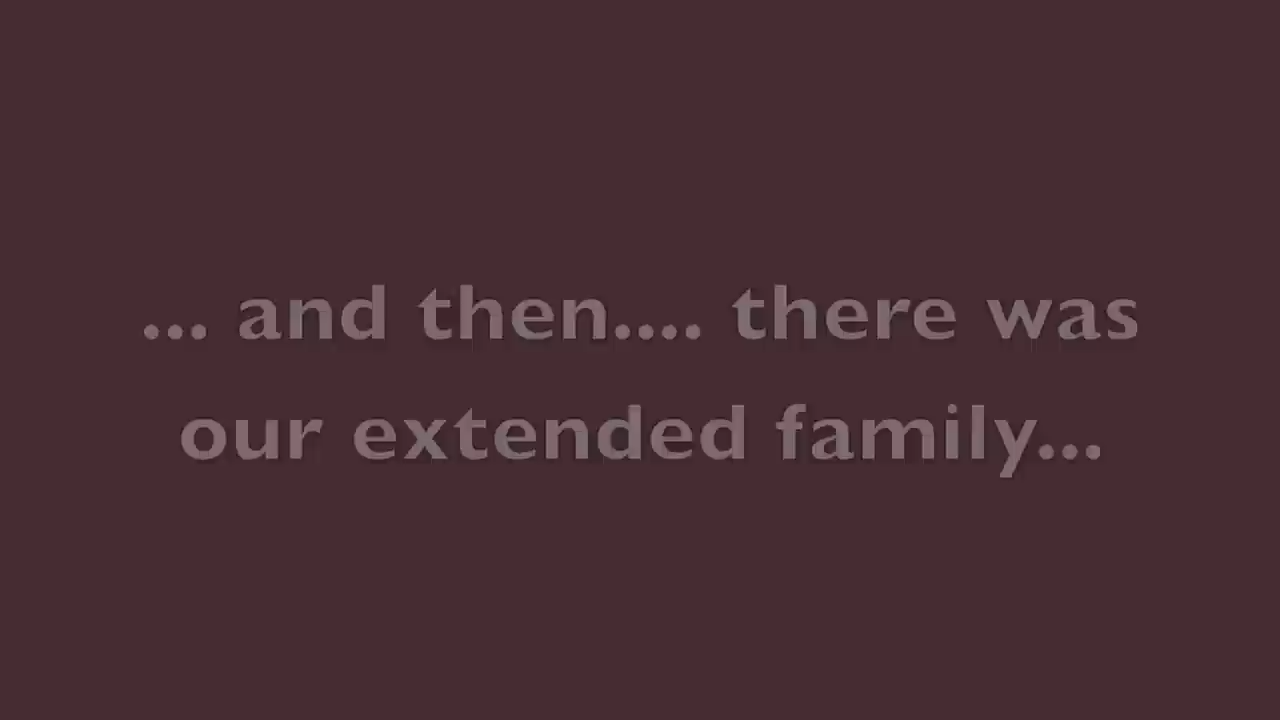 ... and then.... there was
our extended family...